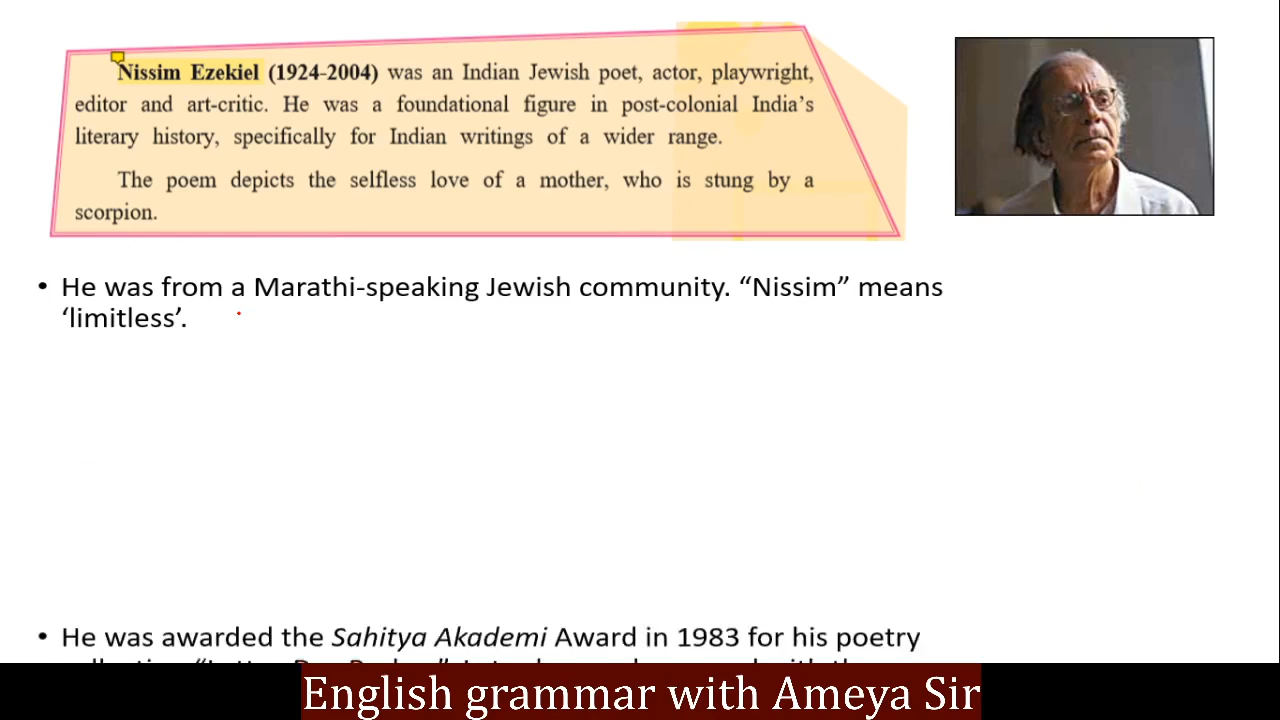 Nissim Ezekiel (1924-2004) was an Indian Jewish poet, actor, playwright,
editor and art-critic. He was a foundational figure in post-colonial India's
literary history, specifically for Indian writings of a wider range.
The poem depicts the selfless love of a mother, who is stung by a
scorpion.
• He was from a Marathi-speaking Jewish community. “Nissim” means
‘limitless’.
• He was awarded the Sahitya Akademi Award in 1983 for his poetry
English grammar with Ameya Sir